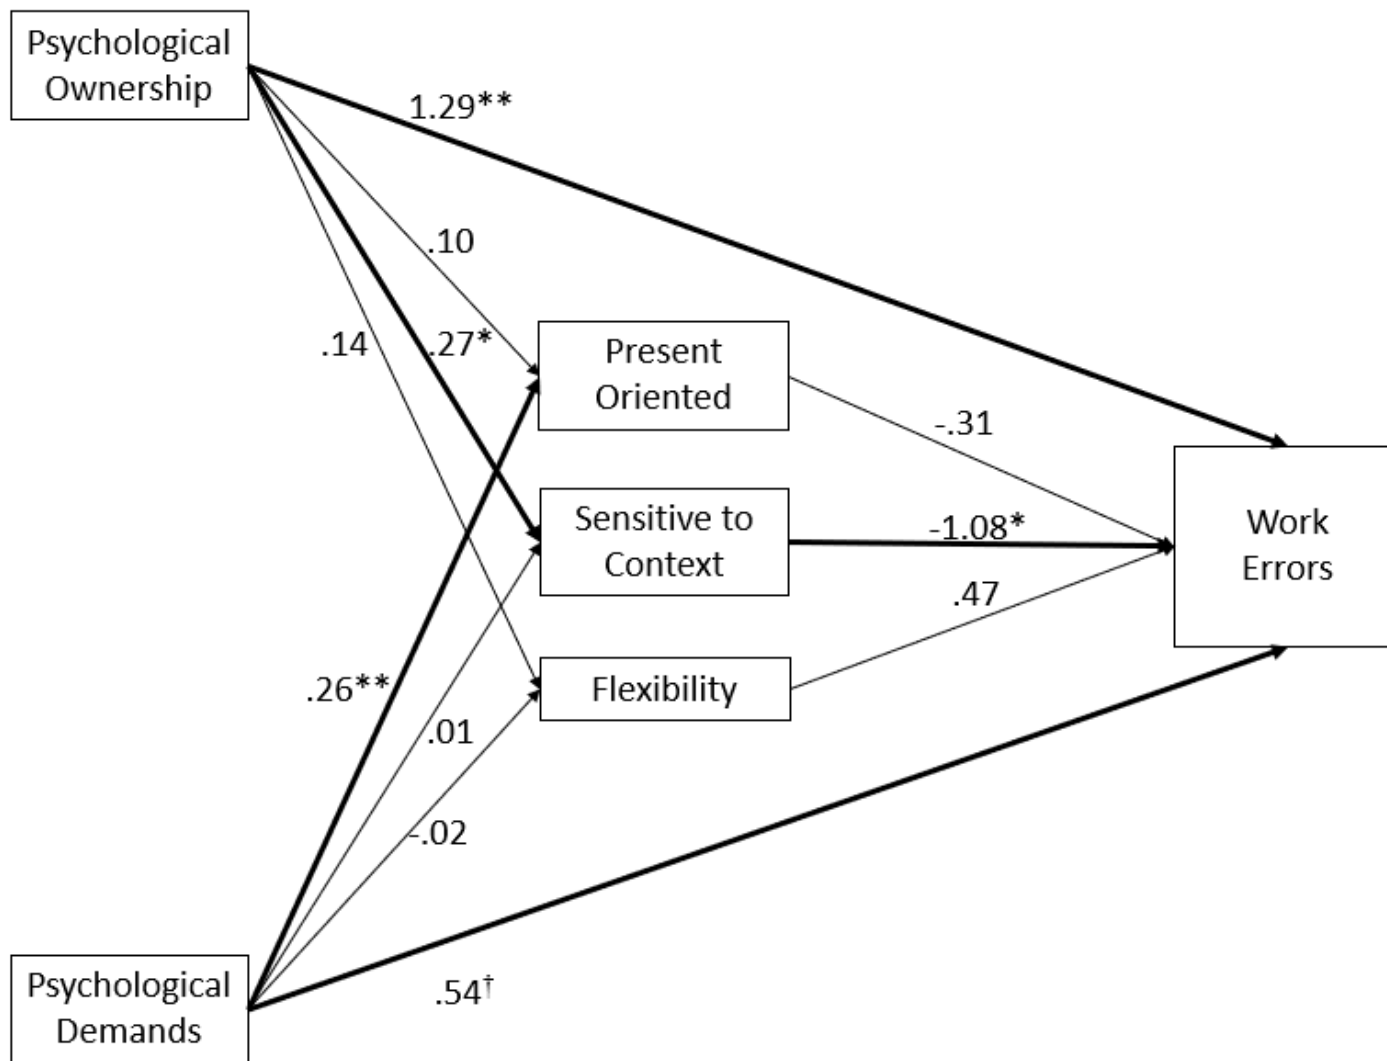 Psychological
Ownership
1.29**
.10
.14
.27*
Present
Oriented
-.31
Sensitive to
Context
-1.08*
Work
Errors
.47
.26**
Flexibility
.01
-.02
Psychological
Demands
.54†